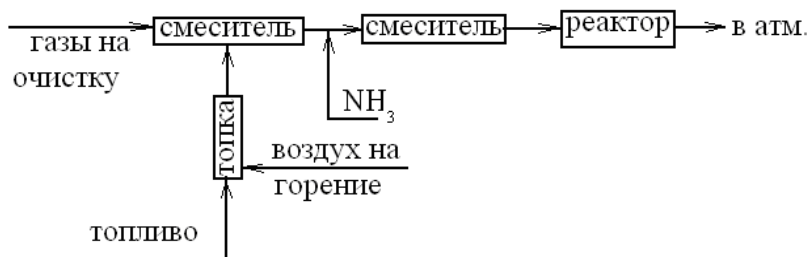 газы на
очистку
смеситель
смеситель
реактор
в атм.
NH₃
топка
воздух на
горение
топливо